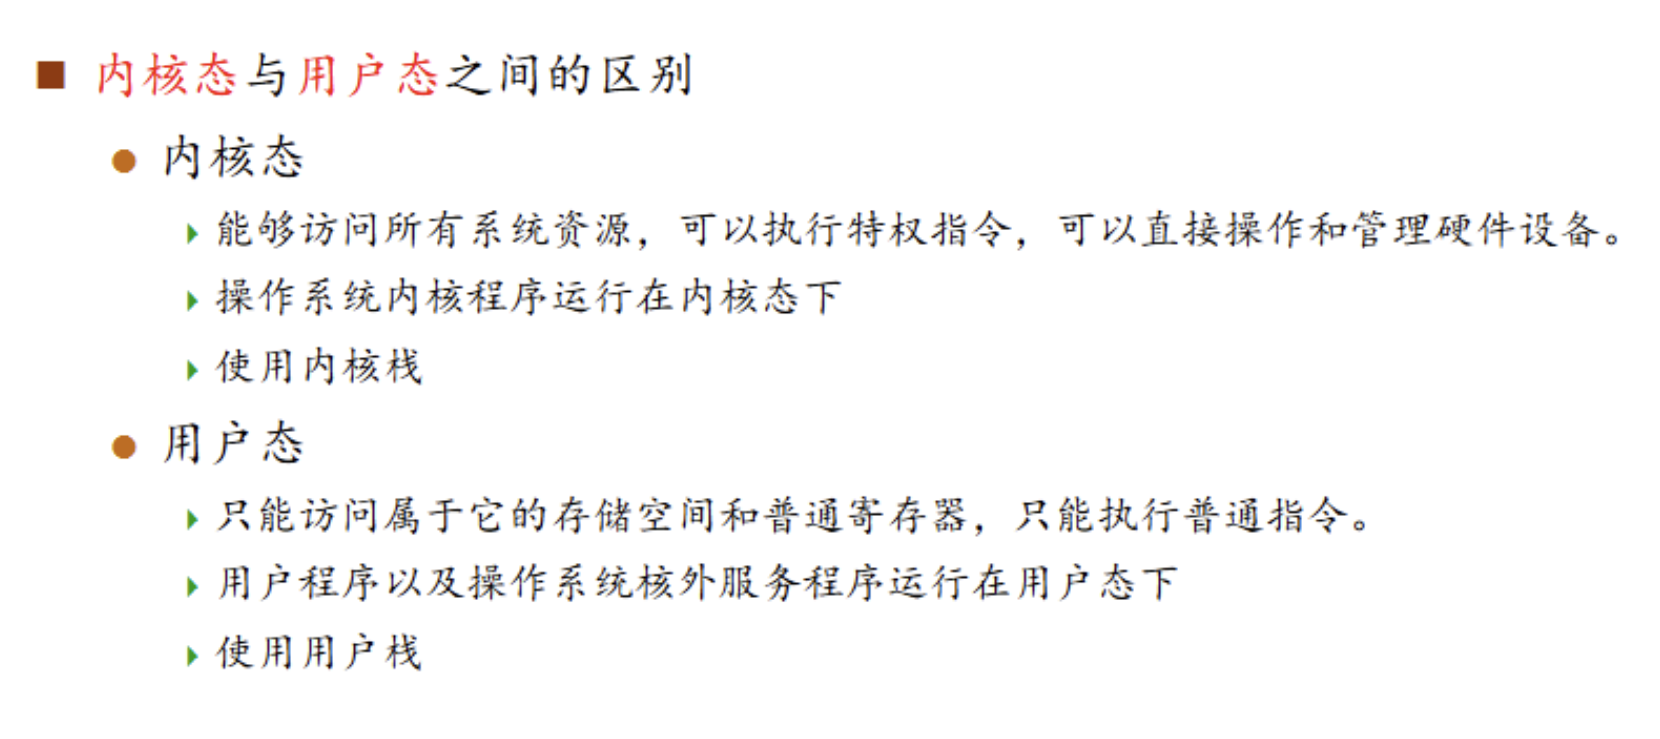 内核态与用户态之间的区别
内核态
能够访问所有系统资源，可以执行特权指令，可以直接操作和管理硬件设备。
操作系统内核程序运行在内核态下
使用内核栈
用户态
只能访问属于它的存储空间和普通寄存器，只能执行普通指令。
用户程序以及操作系统核外服务程序运行在用户态下
使用用户栈